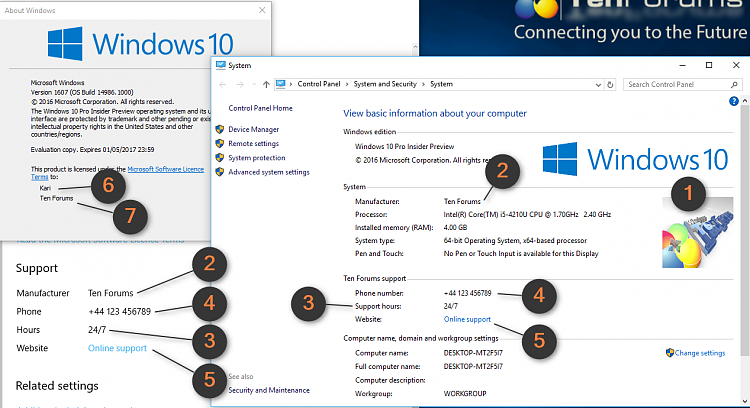 About Windows
Windows 10
Microsoft Windows
Version 1607 (OS Build 14986.1000)
© 2016 Microsoft Corporation. All rights reserved.
The Windows 10 Pro Insider Preview operating system and its u
interface are protected by trademark and other pending or exi
intellectual property rights in the United States and other
countries/regions.
Evaluation copy. Expires 01/05/2017 23:59
This product is licensed under the Microsoft Software Licence
Terms to:
Kari
6
Ten Forums
7
Read the Microsoft Software Licence Terms
Support
2
Manufacturer Ten Forums
Phone +44 123 456789
4
Hours 24/7
3
Website Online support
5
Related settings
TenForums
Connecting you to the Future
System
Control Panel > System and Security > System
Search Control Panel
Control Panel Home
Device Manager
Remote settings
System protection
Advanced system settings
See also
Security and Maintenance
View basic information about your computer
Windows edition
Windows 10 Pro Insider Preview
© 2016 Microsoft Corporation. All rights res
Windows 10
2
1
System
Manufacturer: Ten Forums
Processor: Intel(R) Core(TM) i5-4210U CPU @ 1.70GHz 2.40 GHz
Installed memory (RAM): 4.00 GB
System type: 64-bit Operating System, x64-based processor
Pen and Touch: No Pen or Touch Input is available for this Display
Ten Forums support
Phone number: +44 123 456789
4
3
Support hours: 24/7
Website: Online support
5
Computer name, domain and workgroup settings
Computer name: DESKTOP-MT2F5I7
Change settings
Full computer name: DESKTOP-MT2F5I7
Computer description:
Workgroup: WORKGROUP